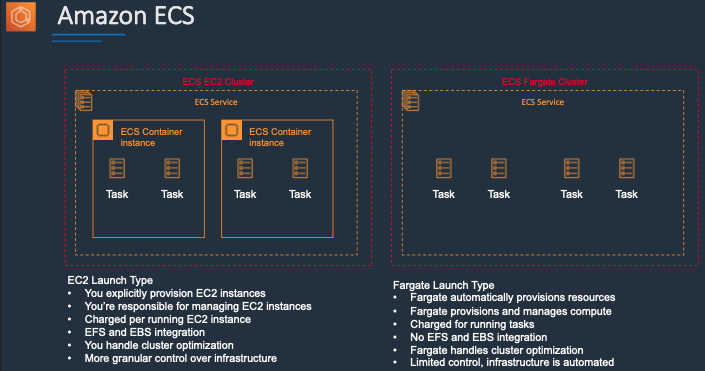 Amazon ECS
ECS EC2 Cluster
ECS Service
ECS Container
instance
ECS Container
instance
Task
Task
Task
Task
EC2 Launch Type
• You explicitly provision EC2 instances
• You're responsible for managing EC2 instances
• Charged per running EC2 instance
• EFS and EBS integration
• You handle cluster optimization
• More granular control over infrastructure
ECS Fargate Cluster
ECS Service
Task
Task
Task
Task
Fargate Launch Type
• Fargate automatically provisions resources
• Fargate provisions and manages compute
• Charged for running tasks
• No EFS and EBS integration
• Fargate handles cluster optimization
• Limited control, infrastructure is automated